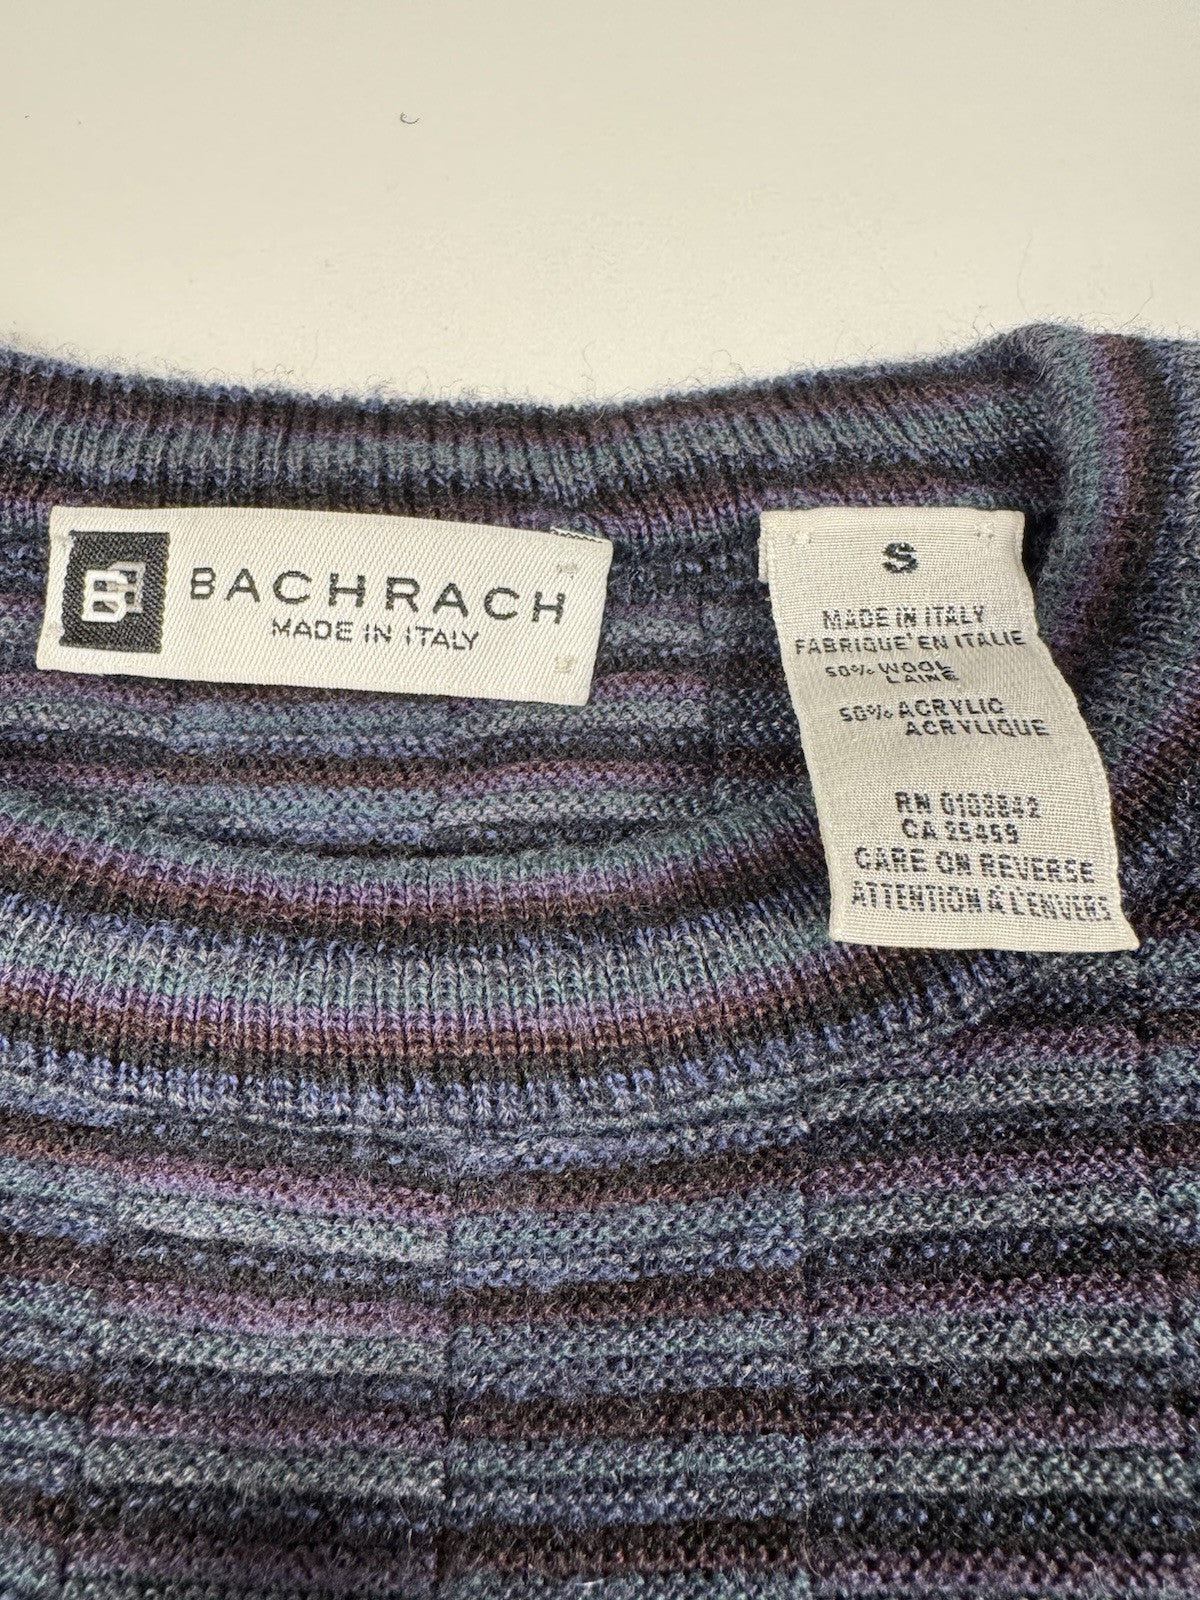 B
BACHRACH
MADE IN ITALY
S
MADE IN ITALY
FABRIQUE' EN ITALIE
50% WOOL
LAINE
50% ACRYLIC
ACRYLIQUE
RN 0103842
CA 25459
CARE ON REVERSE
ATTENTION A L'ENVERS